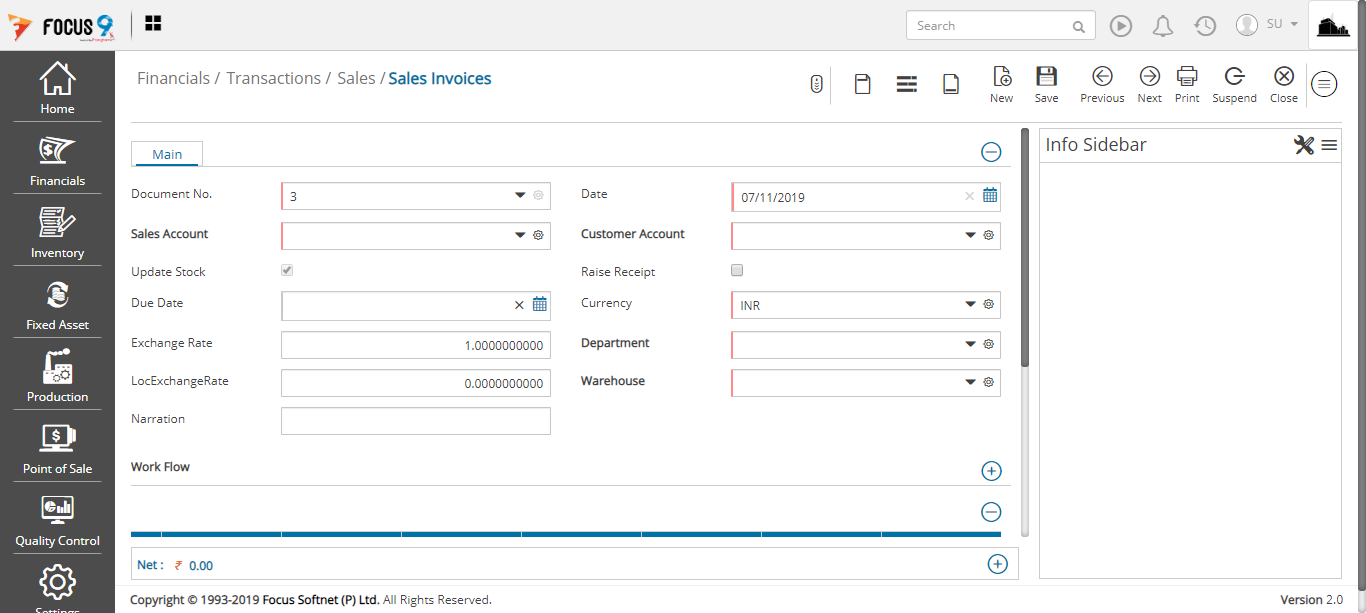 FOCUS 9
Search
SU
Home
Financials
Inventory
Fixed Asset
Production
Point of Sale
Quality Control
Settings
Financials / Transactions / Sales / Sales Invoices
New Save Previous Next Print Suspend Close
Main
Document No. 3 Date 07/11/2019
Sales Account Customer Account
Update Stock Raise Receipt
Due Date Currency INR
Exchange Rate 1.0000000000 Department
LocExchangeRate 0.0000000000 Warehouse
Narration
Work Flow
Net : ₹ 0.00
Info Sidebar
Copyright © 1993-2019 Focus Softnet (P) Ltd. All Rights Reserved. Version 2.0